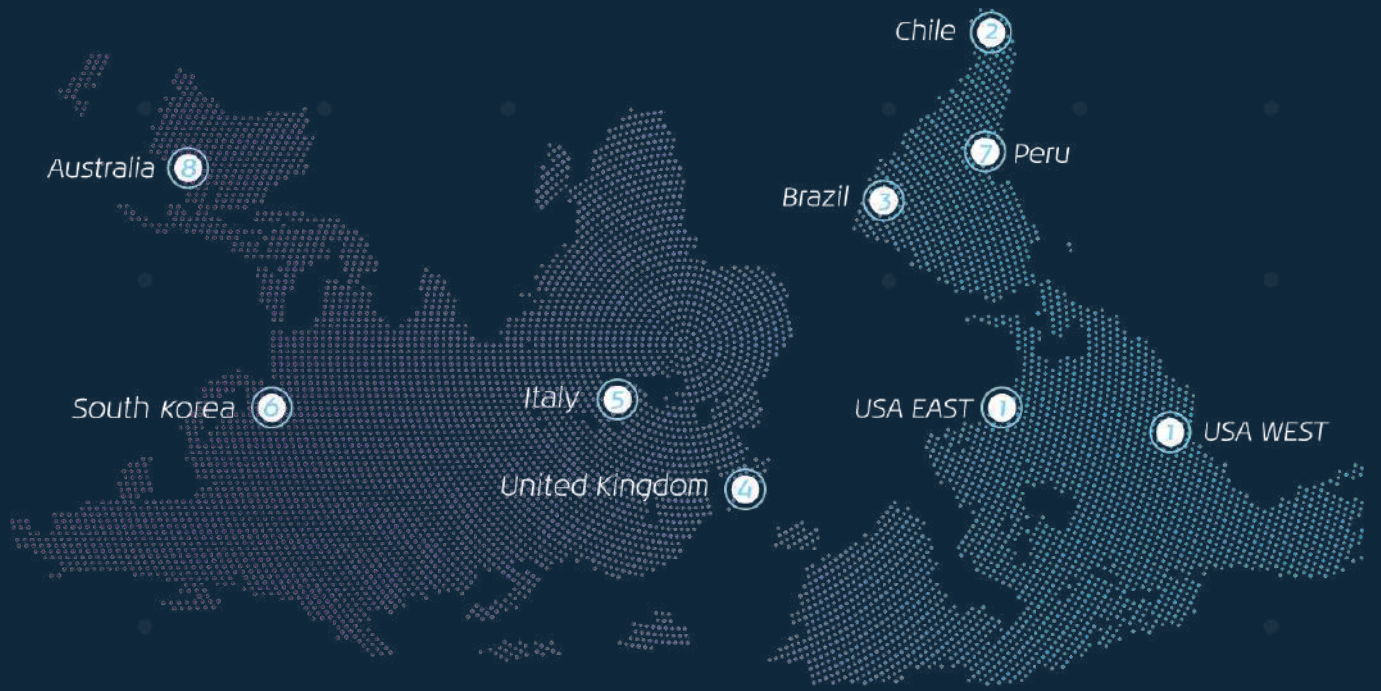 Chile 2
7 Peru
Australia 8
Brazil 3
Italy 5
South Korea 6
USA EAST 1
1 USA WEST
United Kingdom 4